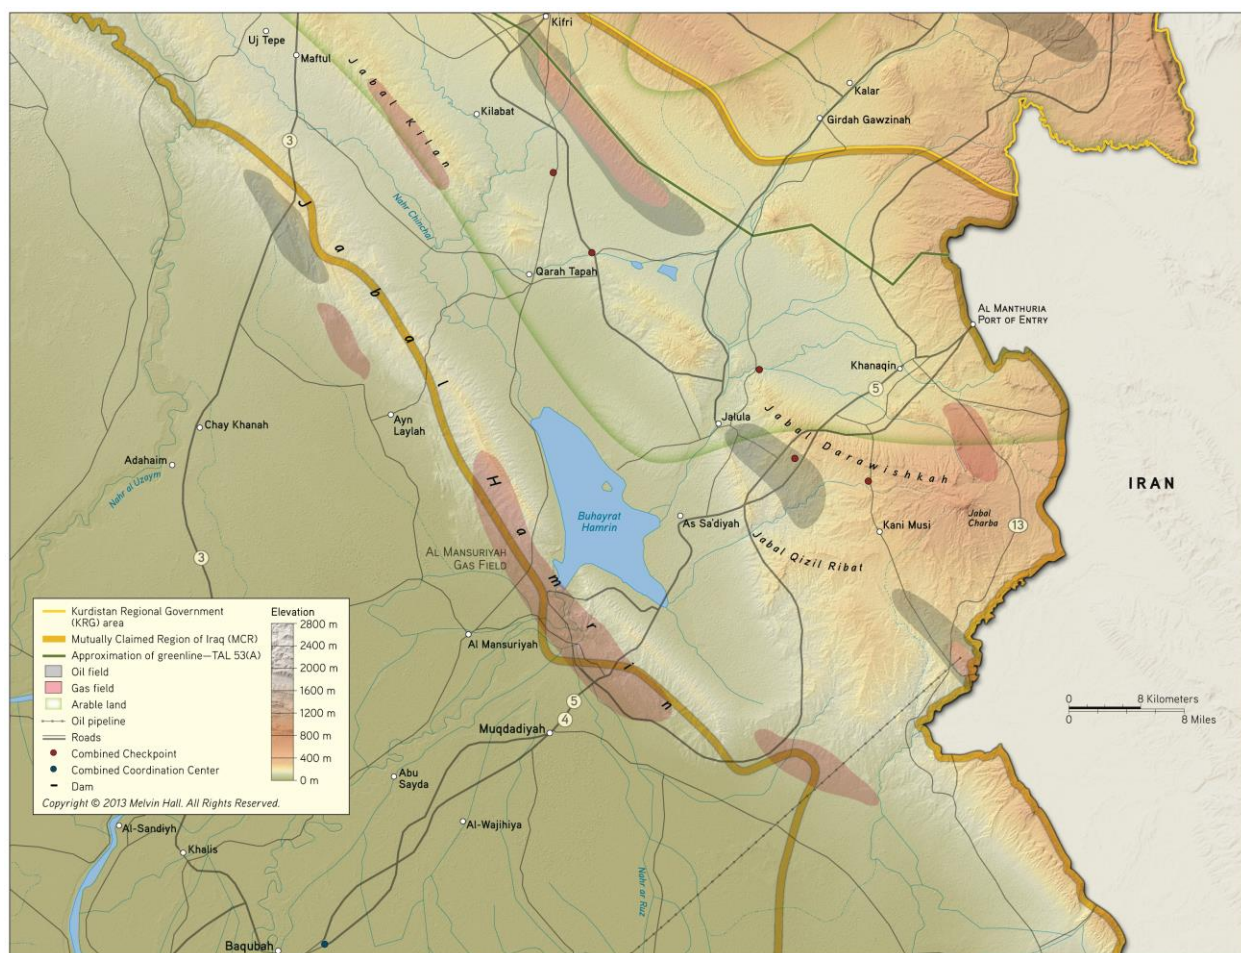 Kifri
Uj Tepe
Maftul
Jabal Kilan
Kilabat
Kalar
Girdah Gawzinah
3
Nahr Chinchal
Jabal Hamrin
Qarah Tapah
AL MANTHURIA
PORT OF ENTRY
Khanaqin
5
Chay Khanah
Ayn
Laylah
Jalula
Jabal Darawishkah
Adahaim
Nahr al Uzaym
IRAN
Buhayrat
Hamrin
As Sa'diyah
Kani Musi
Jabal
Charba
13
Jabal Qizil Ribat
3
AL MANSURIYAH
GAS FIELD
Al Mansuriyah
5
4
Muqdadiyah
Abu
Sayda
Al-Wajihiya
Nahr ar Ruz
Al-Sandiyh
Khalis
Baqubah
0 8 Kilometers
0 8 Miles
Kurdistan Regional Government
(KRG) area
Mutually Claimed Region of Iraq (MCR)
Approximation of greenline—TAL 53(A)
Oil field
Gas field
Arable land
Oil pipeline
Roads
Combined Checkpoint
Combined Coordination Center
Dam
Elevation
2800 m
2400 m
2000 m
1600 m
1200 m
800 m
400 m
0 m
Copyright © 2013 Melvin Hall. All Rights Reserved.